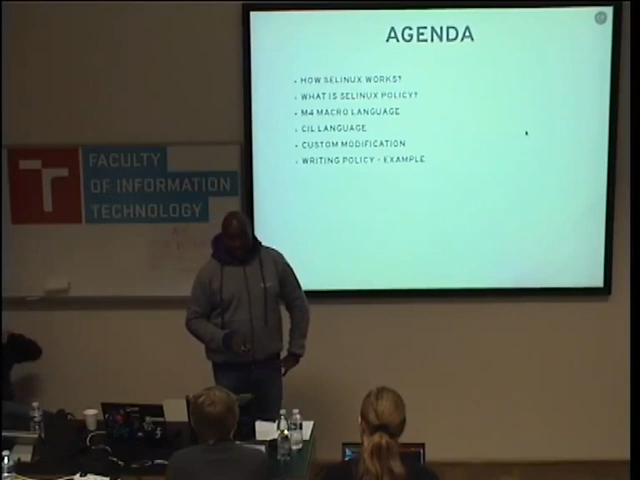 AGENDA
HOW SELINUX WORKS?
WHAT IS SELINUX POLICY?
M4 MACRO LANGUAGE
CIL LANGUAGE
CUSTOM MODIFICATION
WRITING POLICY - EXAMPLE
FACULTY
OF INFORMATION
TECHNOLOGY